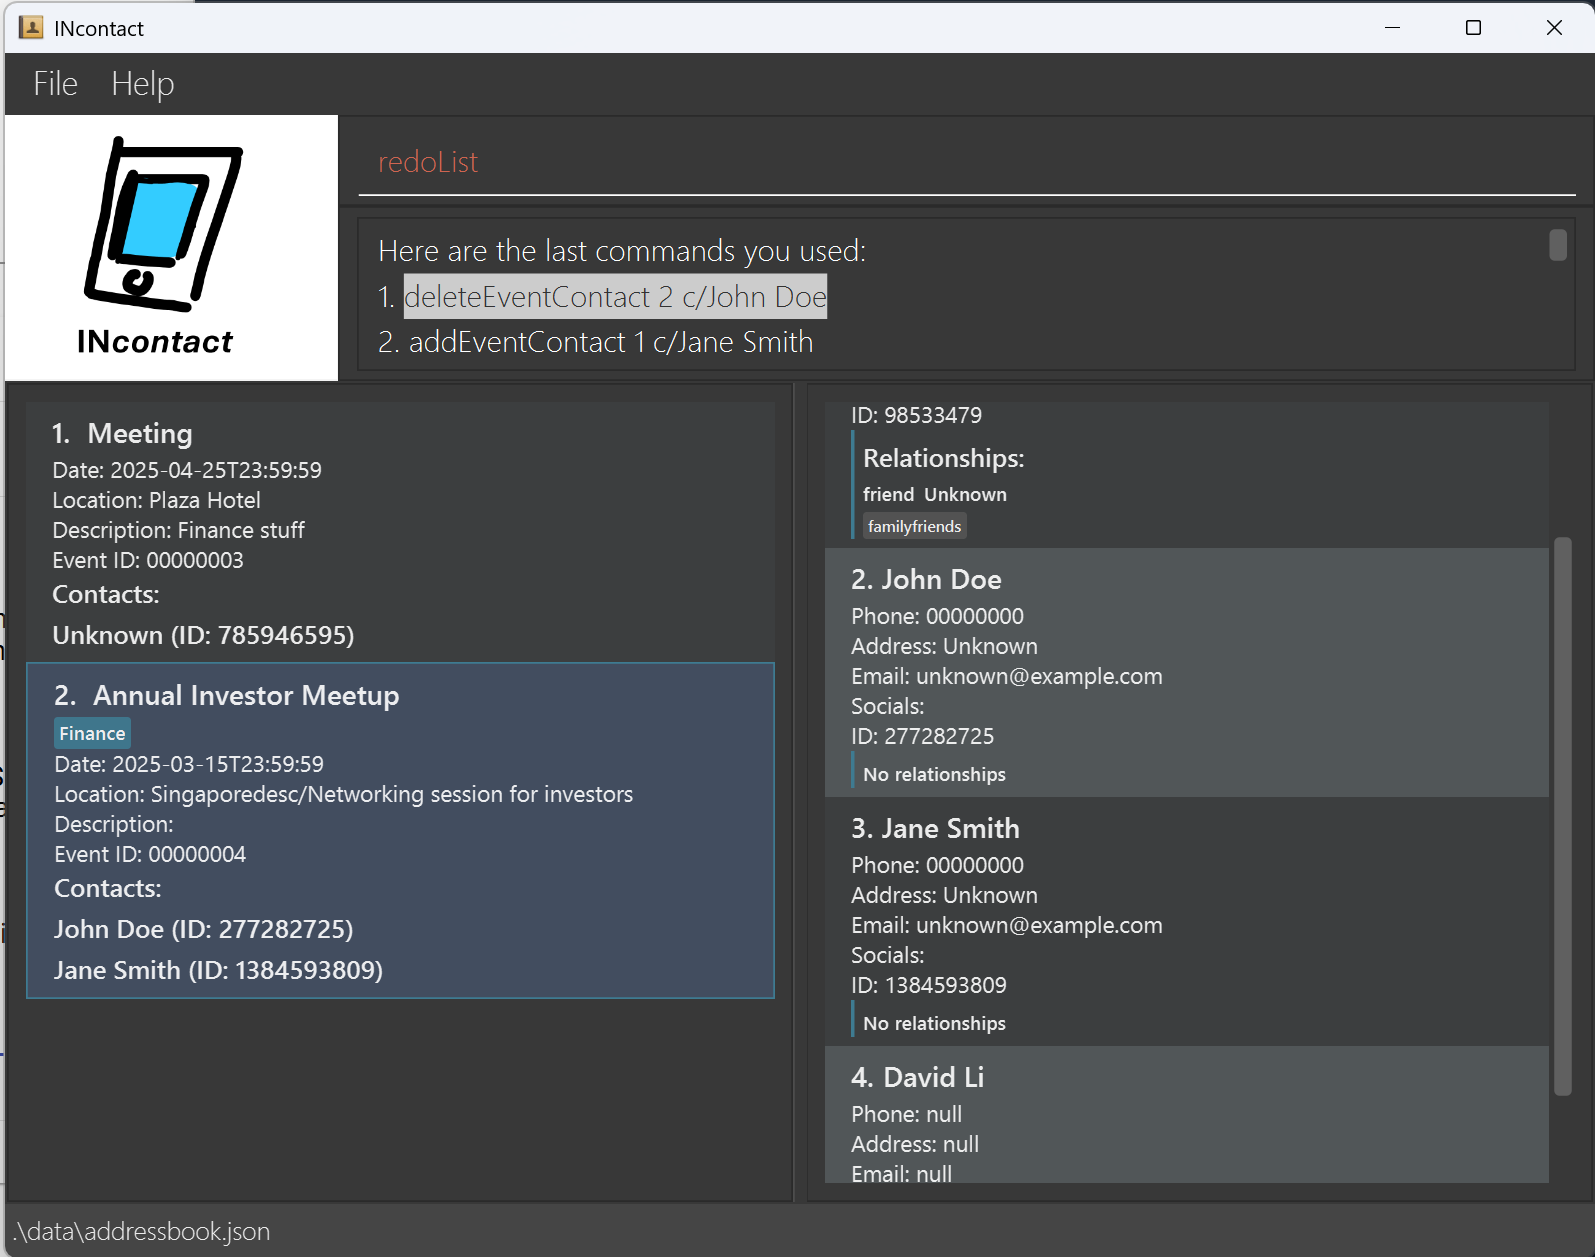 INcontact
File Help
INcontact
redoList
Here are the last commands you used:
1. deleteEventContact 2 c/John Doe
2. addEventContact 1 c/Jane Smith
1. Meeting
Date: 2025-04-25T23:59:59
Location: Plaza Hotel
Description: Finance stuff
Event ID: 00000003
Contacts:
Unknown (ID: 785946595)
2. Annual Investor Meetup
Finance
Date: 2025-03-15T23:59:59
Location: Singaporedesc/Networking session for investors
Description:
Event ID: 00000004
Contacts:
John Doe (ID: 277282725)
Jane Smith (ID: 1384593809)
ID: 98533479
Relationships:
friend Unknown
familyfriends
2. John Doe
Phone: 00000000
Address: Unknown
Email: unknown@example.com
Socials:
ID: 277282725
No relationships
3. Jane Smith
Phone: 00000000
Address: Unknown
Email: unknown@example.com
Socials:
ID: 1384593809
No relationships
4. David Li
Phone: null
Address: null
Email: null
.\data\addressbook.json